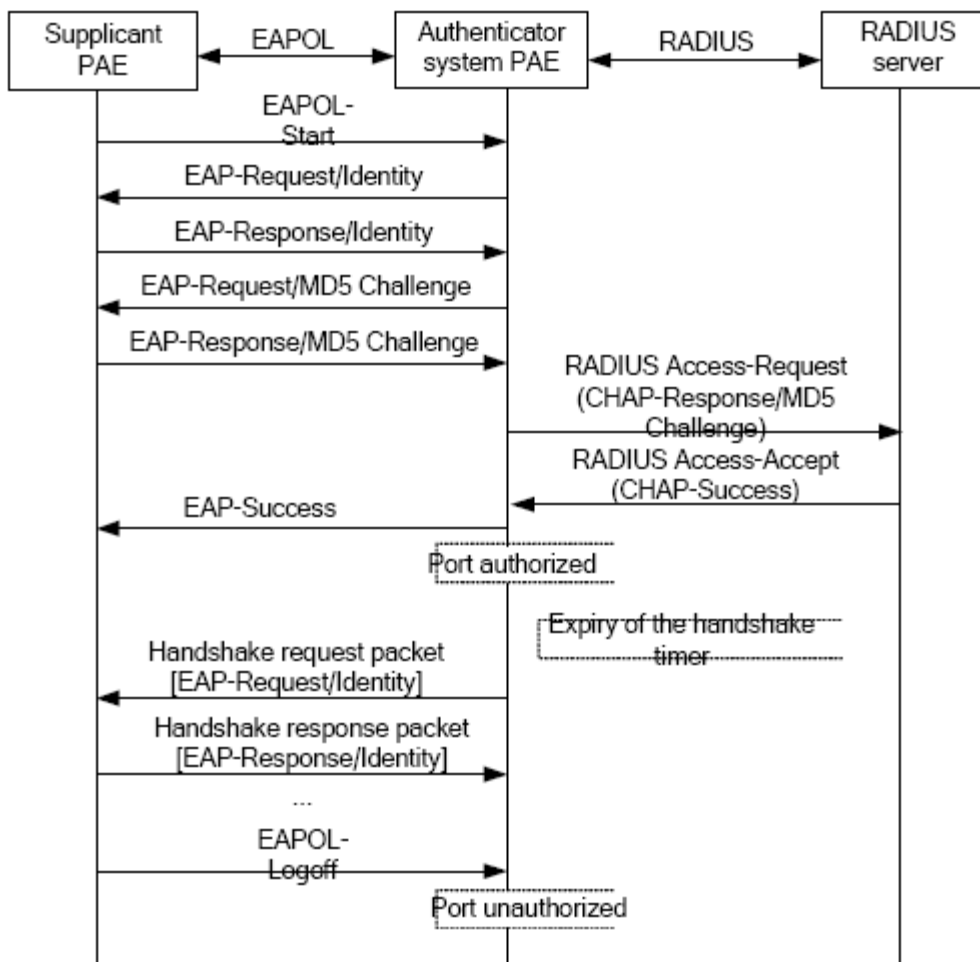 Supplicant
PAE
EAPOL
Authenticator
system PAE
RADIUS
RADIUS
server
EAPOL-
Start
EAP-Request/Identity
EAP-Response/Identity
EAP-Request/MD5 Challenge
EAP-Response/MD5 Challenge
RADIUS Access-Request
(CHAP-Response/MD5
Challenge)
RADIUS Access-Accept
(CHAP-Success)
EAP-Success
Port authorized
Expiry of the handshake
timer
Handshake request packet
[EAP-Request/Identity]
Handshake response packet
[EAP-Response/Identity]
...
EAPOL-
Logoff
Port unauthorized